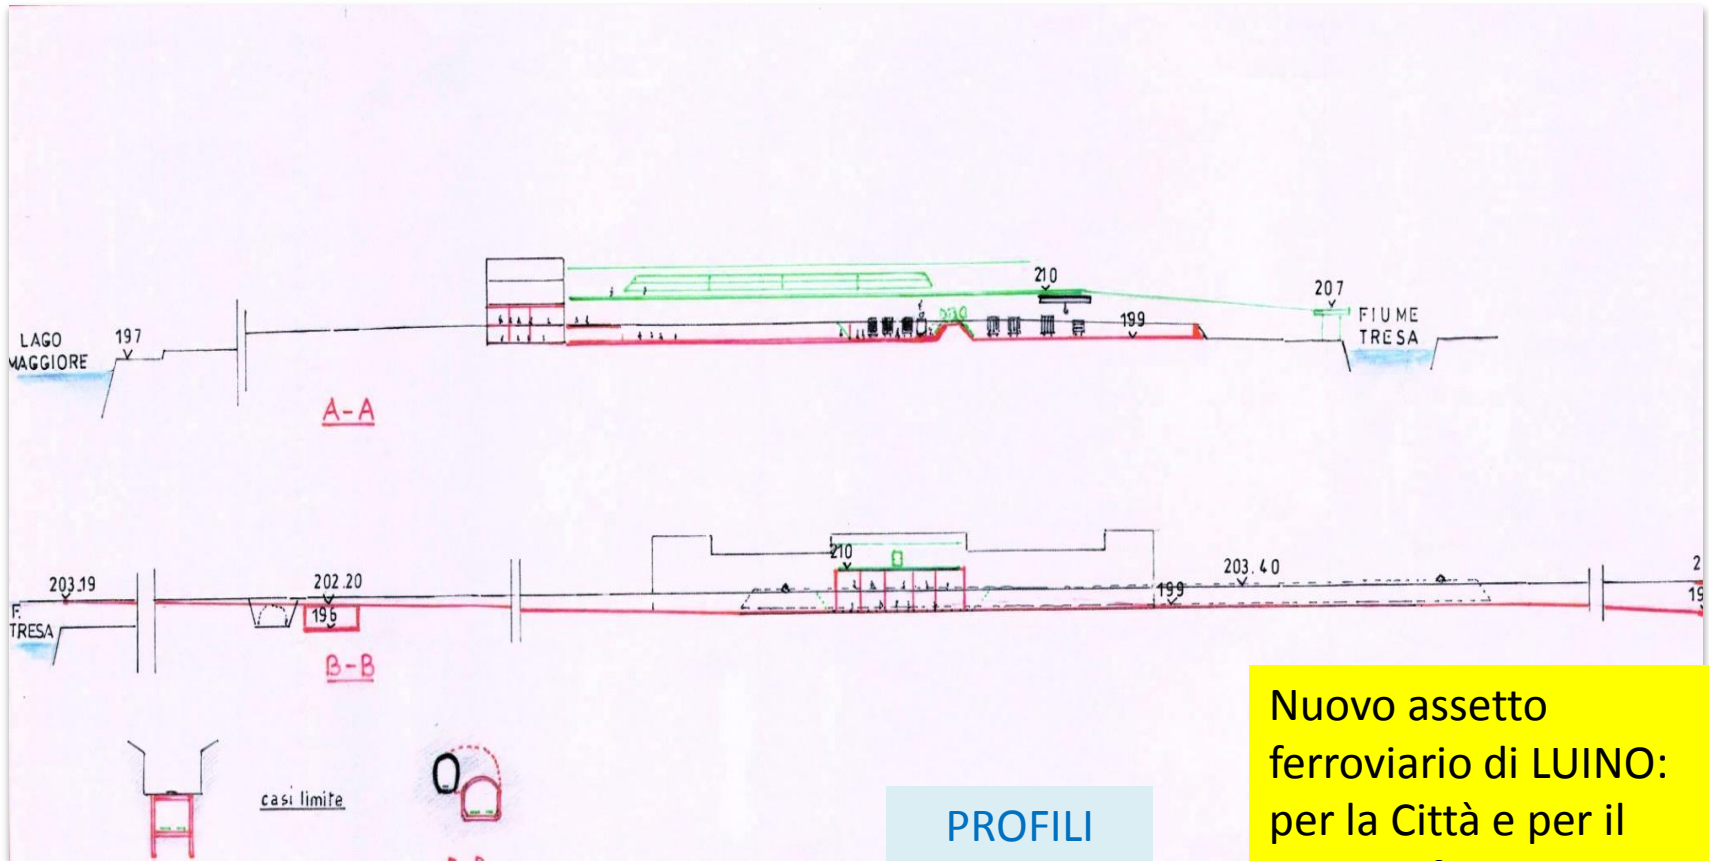 210
207
LAGO
MAGGIORE
197
199
FIUME
TRESA
A-A
210
203.19
202.20
203.40
199
F.
TRESA
196
B-B
casi limite
PROFILI
Nuovo assetto
ferroviario di LUINO:
per la Città e per il